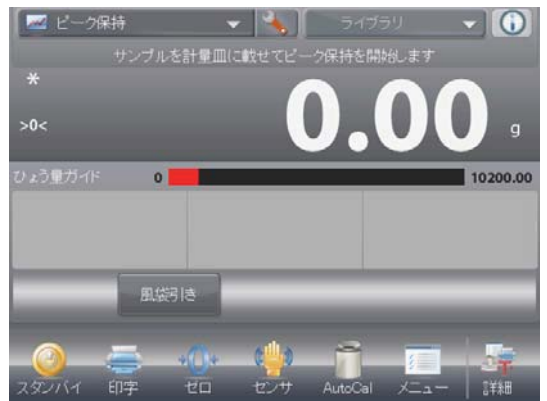 ピーク保持 ライブラリ
サンプルを計量皿に載せてピーク保持を開始します
*
>0< 0.00 g
ひょう量ガイド 0 10200.00
風袋引き
スタンバイ 印字 ゼロ センサ AutoCal メニュー 詳細